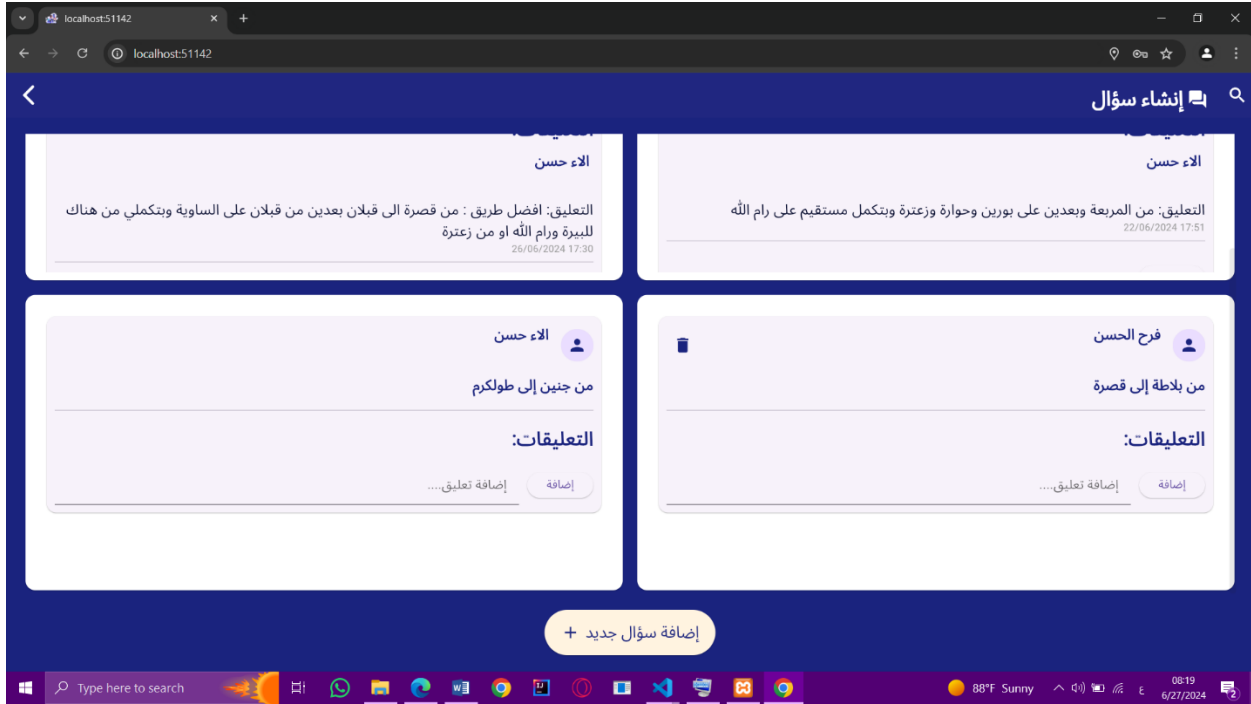 localhost:51142
localhost:51142
إنشاء سؤال
التعليقات:
الاء حسن
التعليق: من المربعة وبعدين على بورين وحوارة وزعترة وبتكمل مستقيم على رام الله
22/06/2024 17:51
التعليقات:
الاء حسن
التعليق: افضل طريق : من قصرة الى قبلان بعدين من قبلان على الساوية وبتكملي من هناك
للبيرة ورام الله او من زعترة
26/06/2024 17:30
فرح الحسن
من بلاطة إلى قصرة
التعليقات:
إضافة
إضافة تعليق....
الاء حسن
من جنين إلى طولكرم
التعليقات:
إضافة
إضافة تعليق....
إضافة سؤال جديد +
Type here to search
88°F Sunny
ع
08:19
6/27/2024
2